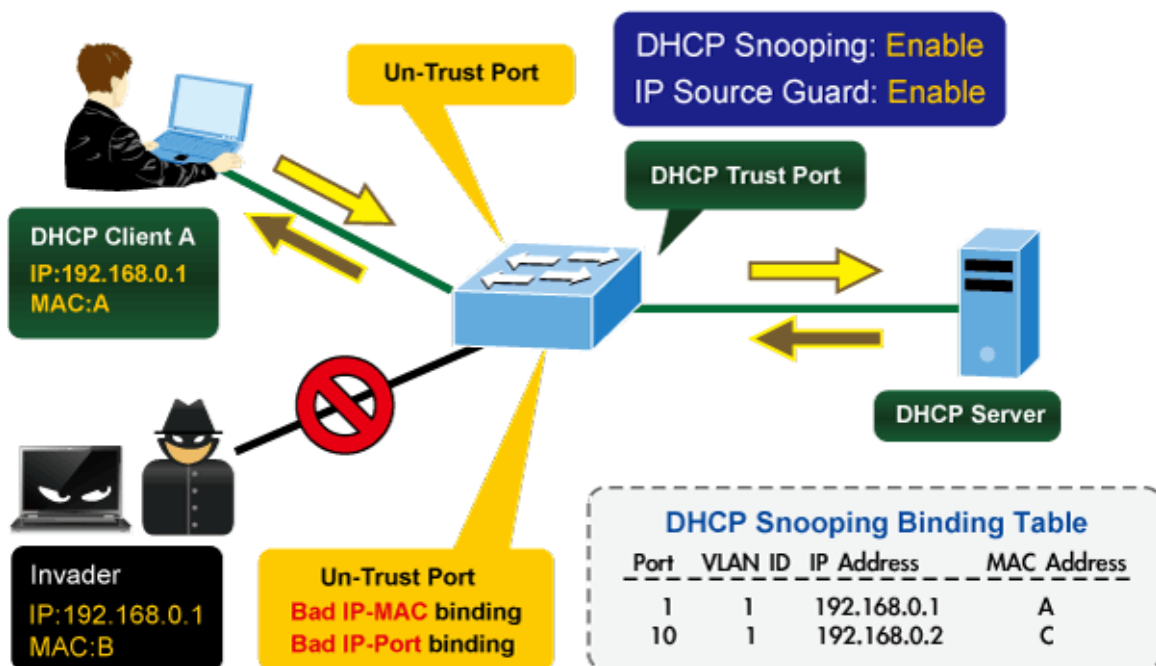 Un-Trust Port
DHCP Snooping: Enable
IP Source Guard: Enable
DHCP Trust Port
DHCP Client A
IP:192.168.0.1
MAC:A
DHCP Server
Invader
IP:192.168.0.1
MAC:B
Un-Trust Port
Bad IP-MAC binding
Bad IP-Port binding
DHCP Snooping Binding Table
Port VLAN ID IP Address MAC Address
1 1 192.168.0.1 A
10 1 192.168.0.2 C